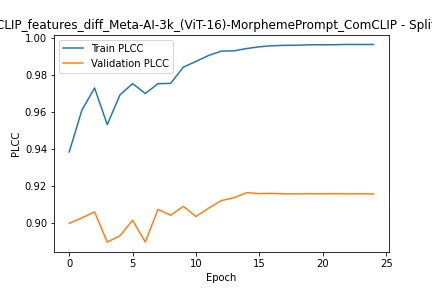 CLIP_features_diff_Meta-AI-3k_(ViT-16)-MorphemePrompt_ComCLIP - Split
1.00
0.98
0.96
0.94
0.92
0.90
PLCC
Train PLCC
Validation PLCC
0
5
10
15
20
25
Epoch